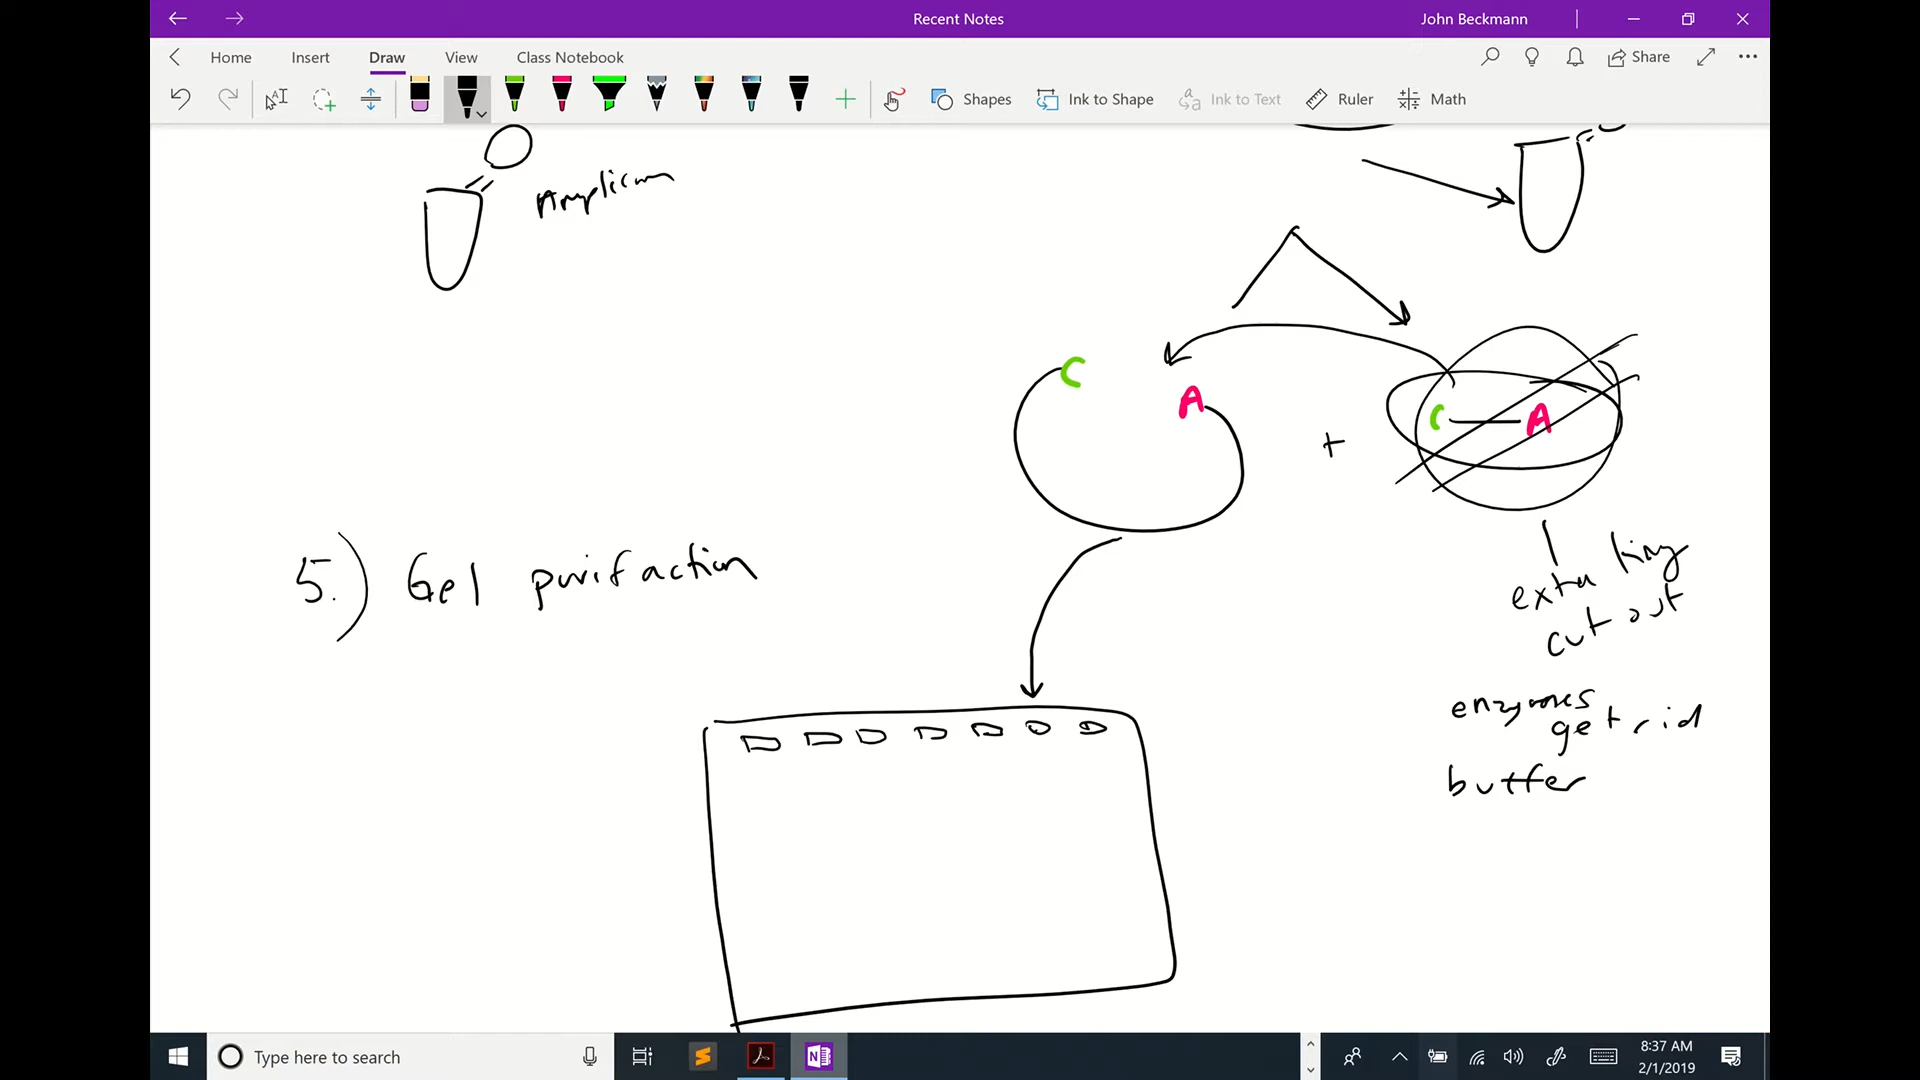 Recent Notes
John Beckmann
Home Insert Draw View Class Notebook
Share
Shapes Ink to Shape Ink to Text Ruler Math
Amplicon
C
A
C A
+
5.) Gel purifaction
extra
cut out
enzymes
get rid
buffer
Type here to search
8:37 AM
2/1/2019